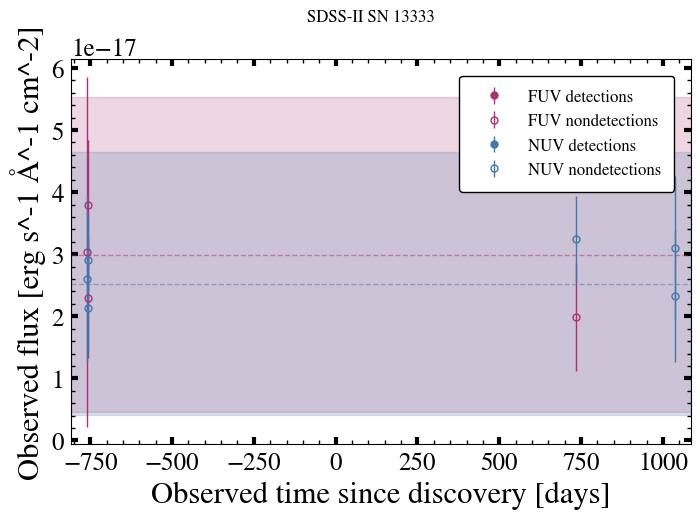 SDSS-II SN 13333
1e−17
Observed flux [erg s^-1 Å^-1 cm^-2]
6
5
4
3
2
1
0
FUV detections
FUV nondetections
NUV detections
NUV nondetections
−750 −500 −250 0 250 500 750 1000
Observed time since discovery [days]